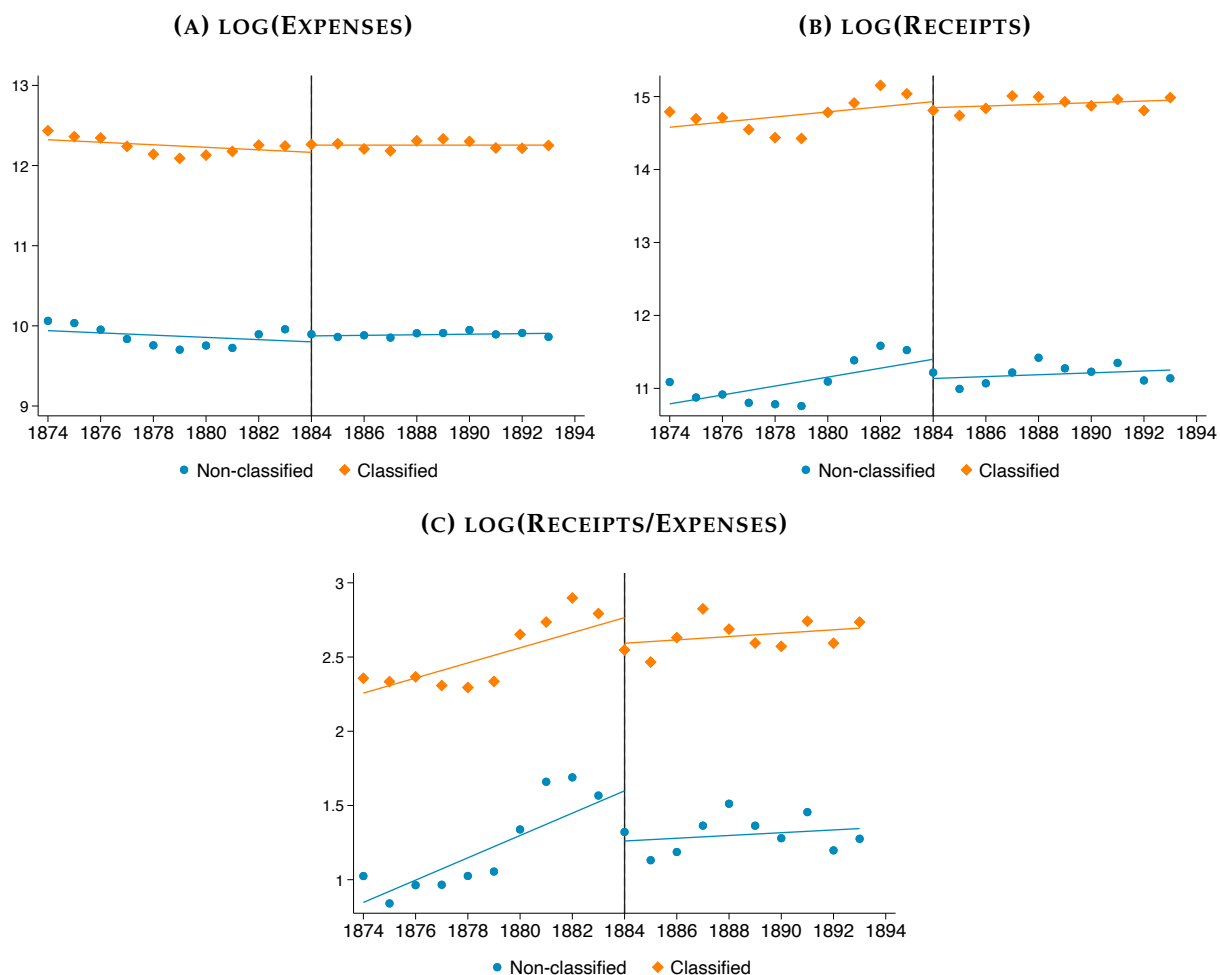 (A) LOG(EXPENSES)
13
12
11
10
9
1874 1876 1878 1880 1882 1884 1886 1888 1890 1892 1894
Non-classified Classified
(B) LOG(RECEIPTS)
15
14
13
12
11
1874 1876 1878 1880 1882 1884 1886 1888 1890 1892 1894
Non-classified Classified
(C) LOG(RECEIPTS/EXPENSES)
3
2.5
2
1.5
1
1874 1876 1878 1880 1882 1884 1886 1888 1890 1892 1894
Non-classified Classified